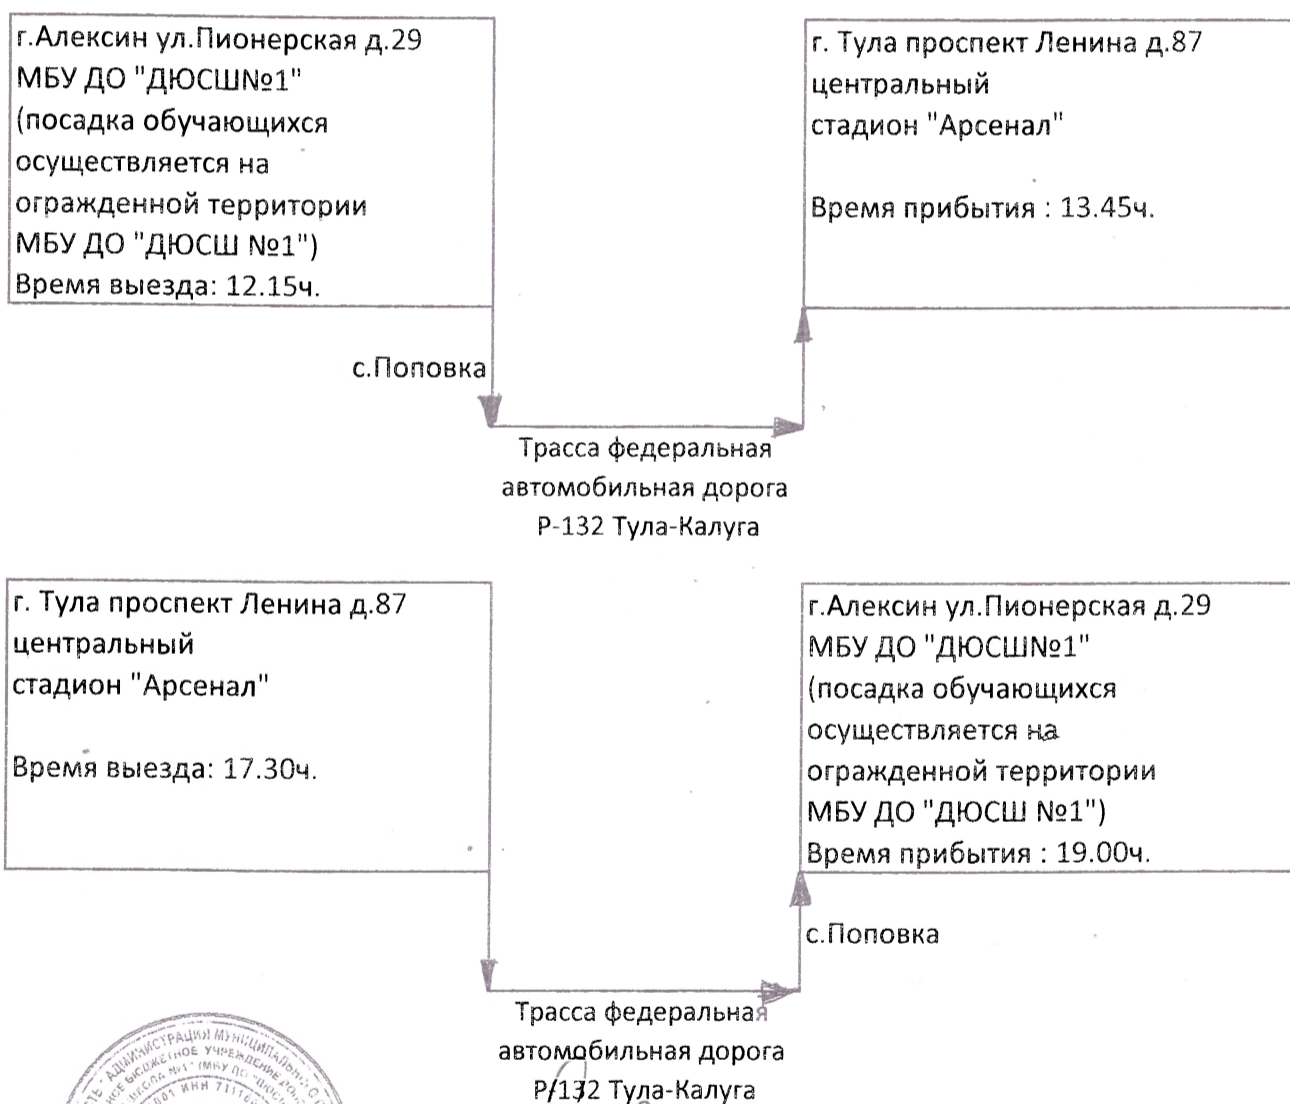 г.Алексин ул.Пионерская д.29
МБУ ДО "ДЮСШ№1"
(посадка обучающихся
осуществляется на
огражденной территории
МБУ ДО "ДЮСШ №1")
Время выезда: 12.15ч.
г. Тула проспект Ленина д.87
центральный
стадион "Арсенал"
Время прибытия : 13.45ч.
с.Поповка
Трасса федеральная
автомобильная дорога
Р-132 Тула-Калуга
г. Тула проспект Ленина д.87
центральный
стадион "Арсенал"
Время выезда: 17.30ч.
г.Алексин ул.Пионерская д.29
МБУ ДО "ДЮСШ№1"
(посадка обучающихся
осуществляется на
огражденной территории
МБУ ДО "ДЮСШ №1")
Время прибытия : 19.00ч.
с.Поповка
Трасса федеральная
автомобильная дорога
Р-132 Тула-Калуга
АДМИНИСТРАЦИЯ
БЮДЖЕТНОЕ УЧРЕЖДЕНИЕ
ИНН